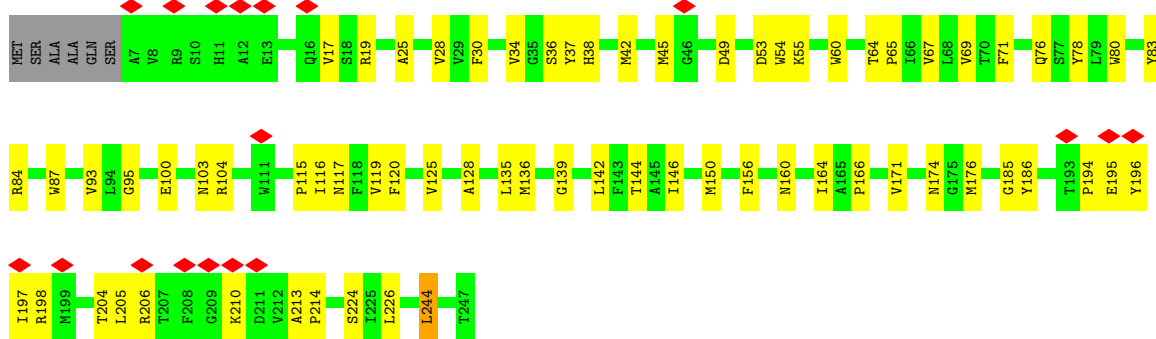 MET SER ALA ALA GLN SER A7 V8 R9 S10 H11 A12 E13 Q16 V17 S18 R19 A25 V28 V29 F30 V34 G35 S36 Y37 H38 M42 M45 G46 D49 D53 W54 K55 W60 T64 P65 I66 V67 L68 V69 T70 F71 Q76 S77 Y78 L79 W80 Y83
R84 W87 V93 L94 G95 E100 N103 R104 W111 P115 I116 N117 F118 V119 F120 V125 A128 L135 M136 G139 L142 F143 T144 A145 I146 M150 F156 N160 I164 A165 P166 V171 N174 G175 M176 G185 Y186 T193 P194 E195 Y196
I197 R198 M199 T204 L205 R206 T207 F208 G209 K210 D211 V212 A213 P214 S224 I225 L226 L244 T247